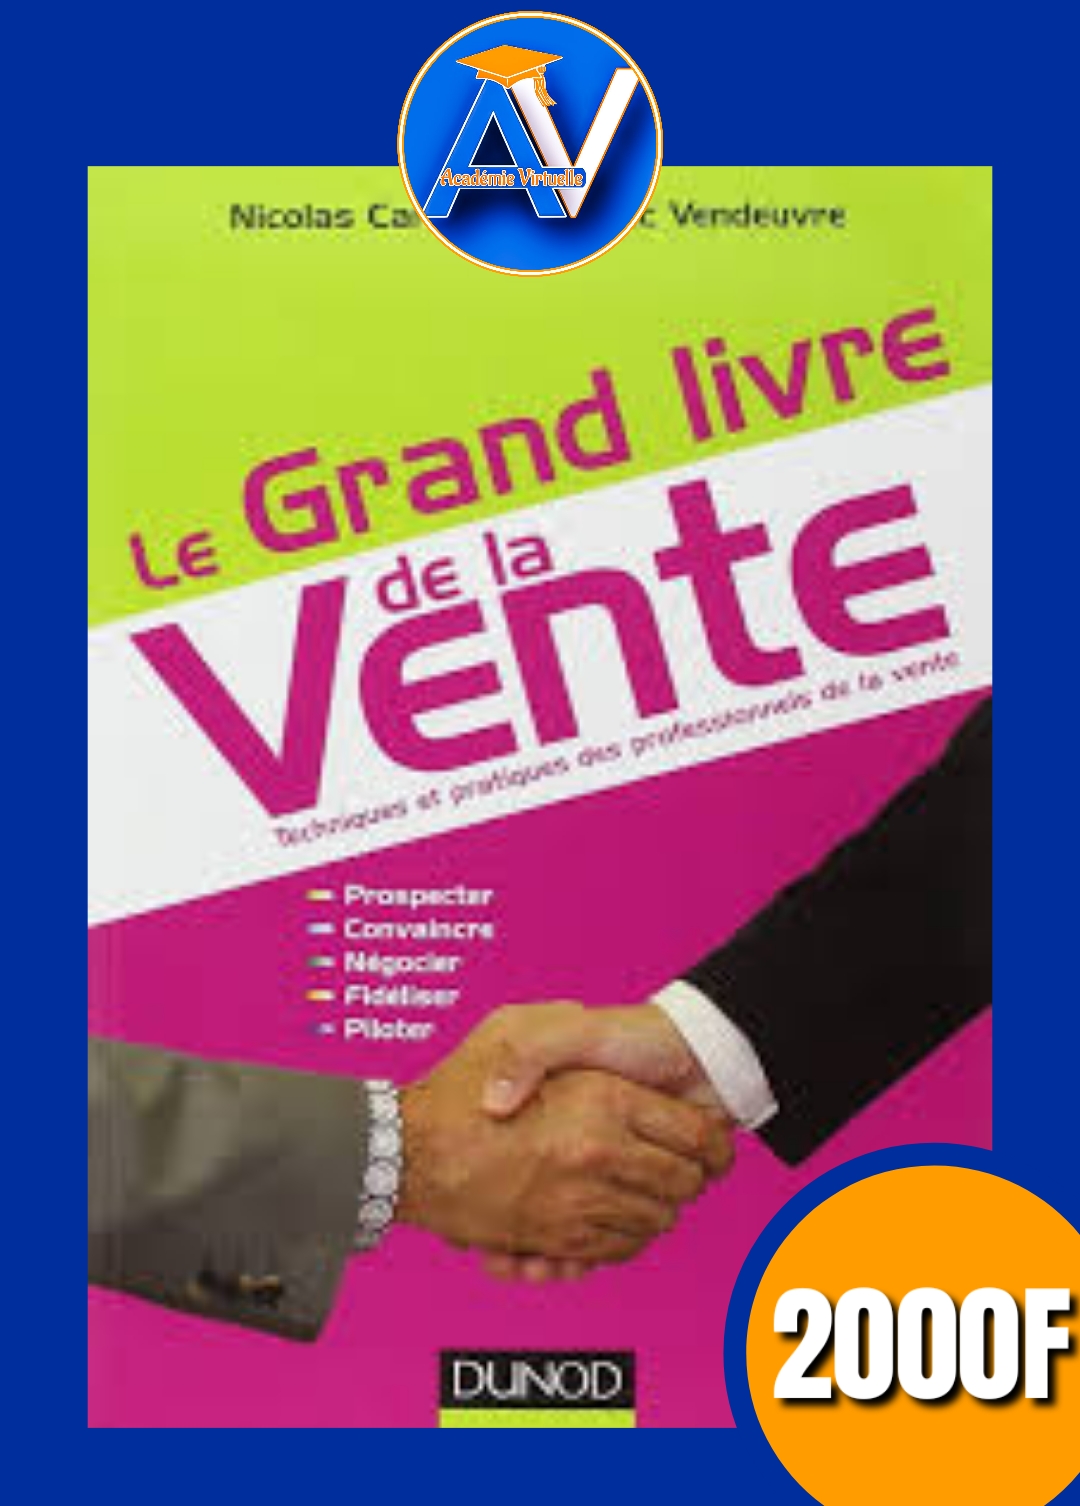 Académie Virtuelle
Nicolas Vendeuvre
Le Grand livre
de la
Vente
Techniques et pratiques des professionnels de la vente
Prospecter
Convaincre
Négocier
Fidéliser
Piloter
2000F
DUNOD